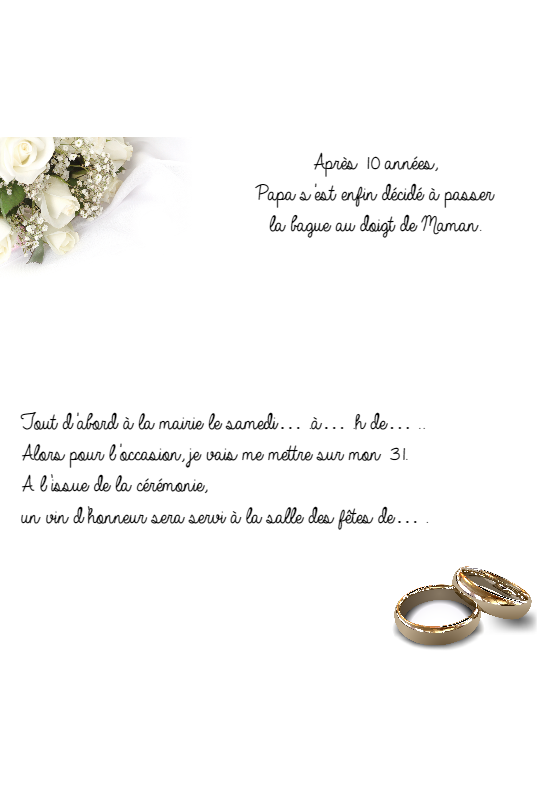 Après 10 années,
Papa s'est enfin décidé à passer
la bague au doigt de Maman.
Tout d'abord à la mairie le samedi... à... h de... ..
Alors pour l'occasion, je vais me mettre sur mon 31.
A l'issue de la cérémonie,
un vin d'honneur sera servi à la salle des fêtes de... .